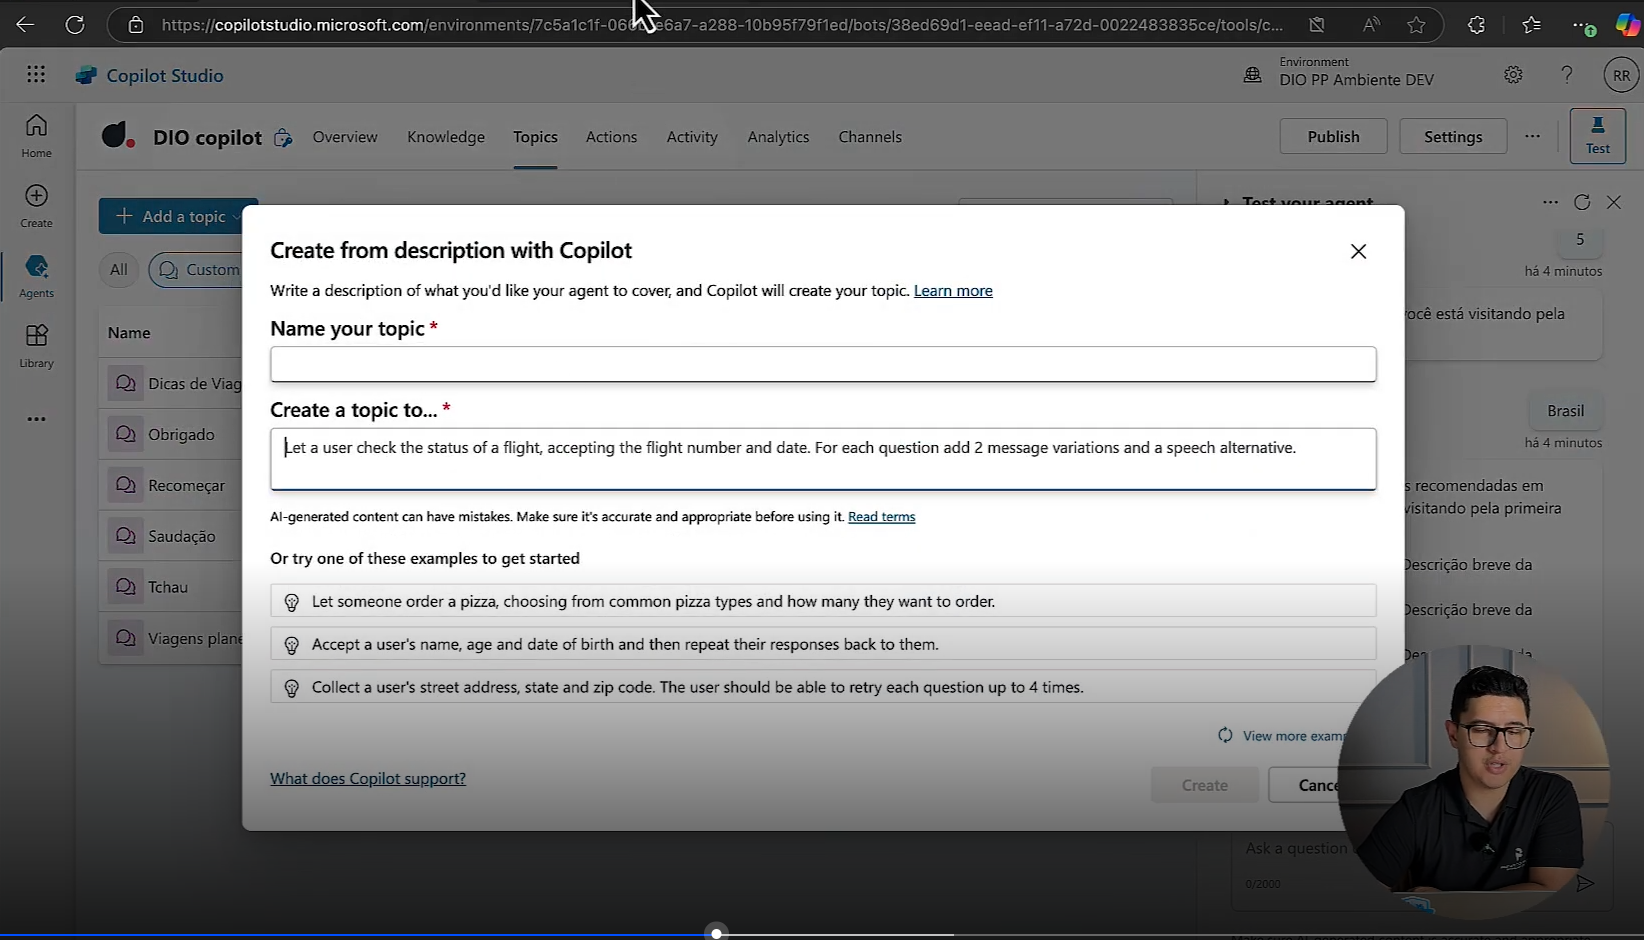 https://copilotstudio.microsoft.com/environments/7c5a1c1f-066 e6a7-a288-10b95f79f1ed/bots/38ed69d1-eead-ef11-a72d-0022483835ce/tools/c...
Copilot Studio
Environment
DIO PP Ambiente DEV
RR
Home
Create
Agents
Library
DIO copilot
Overview
Knowledge
Topics
Actions
Activity
Analytics
Channels
Publish
Settings
Test
Add a topic
All
Custom
Name
Dicas de Viag
Obrigado
Recomeçar
Saudação
Tchau
Viagens plane
Create from description with Copilot
Write a description of what you'd like your agent to cover, and Copilot will create your topic. Learn more
Name your topic *
Create a topic to... *
Let a user check the status of a flight, accepting the flight number and date. For each question add 2 message variations and a speech alternative.
AI-generated content can have mistakes. Make sure it's accurate and appropriate before using it. Read terms
Or try one of these examples to get started
Let someone order a pizza, choosing from common pizza types and how many they want to order.
Accept a user's name, age and date of birth and then repeat their responses back to them.
Collect a user's street address, state and zip code. The user should be able to retry each question up to 4 times.
View more exam
What does Copilot support?
Create
Cance
Test your agent
5
há 4 minutos
você está visitando pela
Brasil
há 4 minutos
s recomendadas em
visitando pela primeira
Descrição breve da
Descrição breve da
Ask a question
0/2000